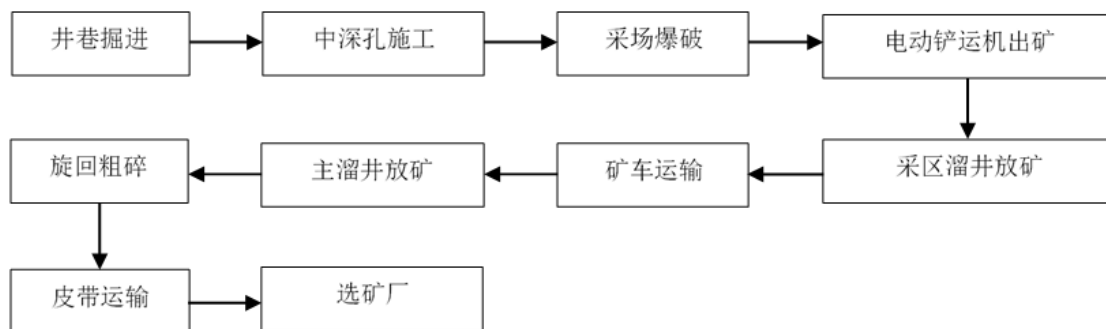 井巷掘进
中深孔施工
采场爆破
电动铲运机出矿
采区溜井放矿
矿车运输
主溜井放矿
旋回粗碎
皮带运输
选矿厂